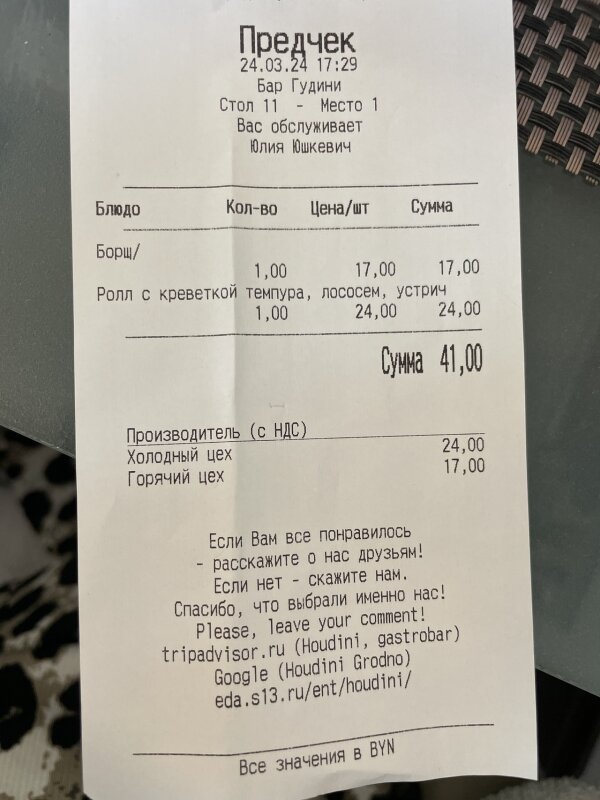 Предчек
24.03.24 17:29
Бар Гудини
Стол 11 - Место 1
Вас обслуживает
Юлия Юшкевич
Блюдо Кол-во Цена/шт Сумма
Борщ/
1,00 17,00 17,00
Ролл с креветкой темпура, лососем, устрич
1,00 24,00 24,00
Сумма 41,00
Производитель (с НДС)
Холодный цех 24,00
Горячий цех 17,00
Если Вам все понравилось
- расскажите о нас друзьям!
Если нет - скажите нам.
Спасибо, что выбрали именно нас!
Please, leave your comment!
tripadvisor.ru (Houdini, gastrobar)
Google (Houdini Grodno)
eda.s13.ru/ent/houdini/
Все значения в BYN